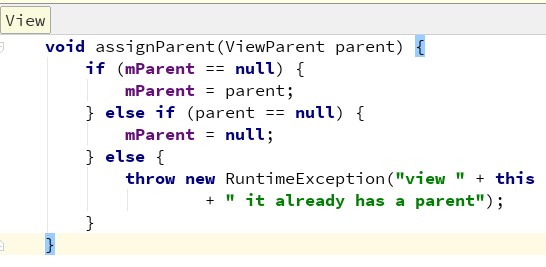 View
void assignParent(ViewParent parent) {
if (mParent == null) {
mParent = parent;
} else if (parent == null) {
mParent = null;
} else {
throw new RuntimeException("view " + this
+ " it already has a parent");
}
}